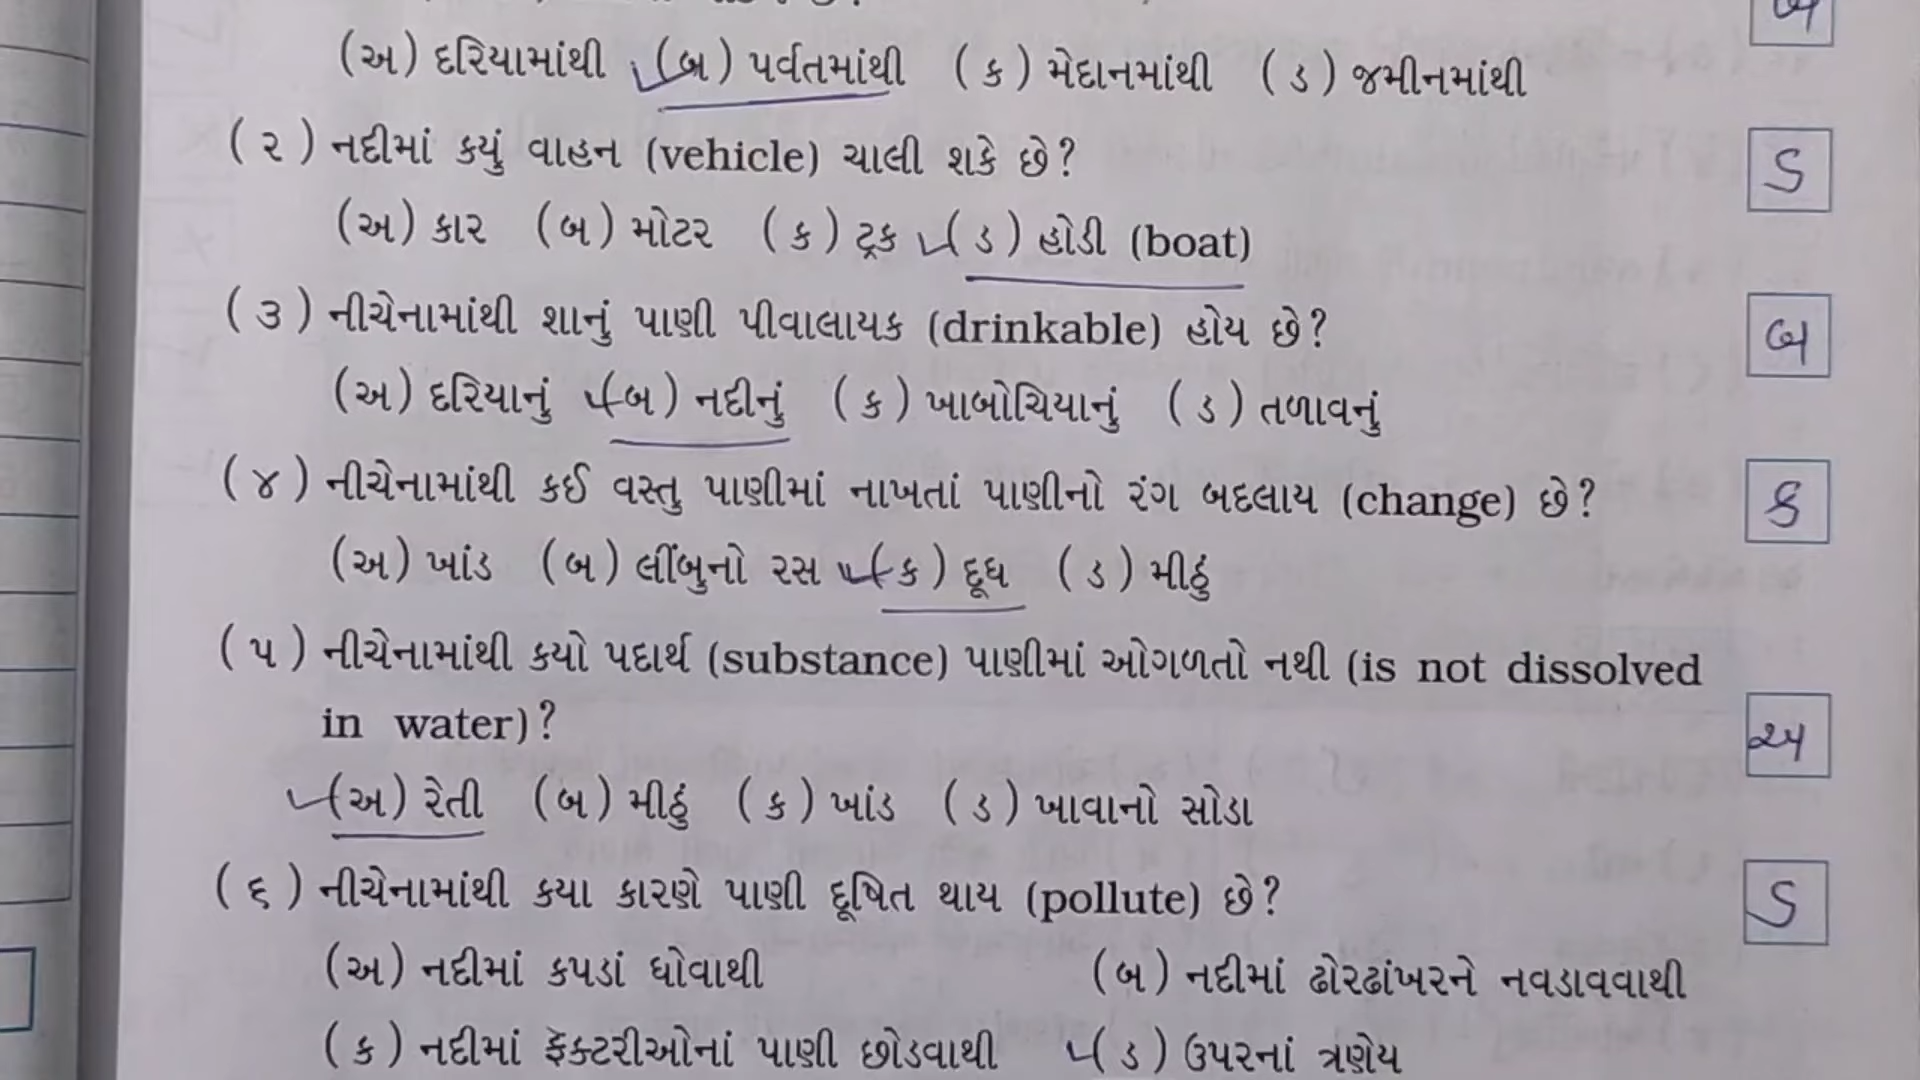 બ
(અ) દરિયામાંથી (બ) પર્વતમાંથી (ક) મેદાનમાંથી (ડ) જમીનમાંથી
(૨) નદીમાં કયું વાહન (vehicle) ચાલી શકે છે? ડ
(અ) કાર (બ) મોટર (ક) ટ્રક (ડ) હોડી (boat)
(૩) નીચેનામાંથી શાનું પાણી પીવાલાયક (drinkable) હોય છે? બ
(અ) દરિયાનું (બ) નદીનું (ક) ખાબોચિયાનું (ડ) તળાવનું
(૪) નીચેનામાંથી કઈ વસ્તુ પાણીમાં નાખતાં પાણીનો રંગ બદલાય (change) છે? ક
(અ) ખાંડ (બ) લીંબુનો રસ (ક) દૂધ (ડ) મીઠું
(૫) નીચેનામાંથી કયો પદાર્થ (substance) પાણીમાં ઓગળતો નથી (is not dissolved
in water)? અ
(અ) રેતી (બ) મીઠું (ક) ખાંડ (ડ) ખાવાનો સોડા
(૬) નીચેનામાંથી કયા કારણે પાણી દૂષિત થાય (pollute) છે? ડ
(અ) નદીમાં કપડાં ધોવાથી (બ) નદીમાં ઢોરઢાંખરને નવડાવવાથી
(ક) નદીમાં ફૅક્ટરીઓનાં પાણી છોડવાથી (ડ) ઉપરનાં ત્રણેય